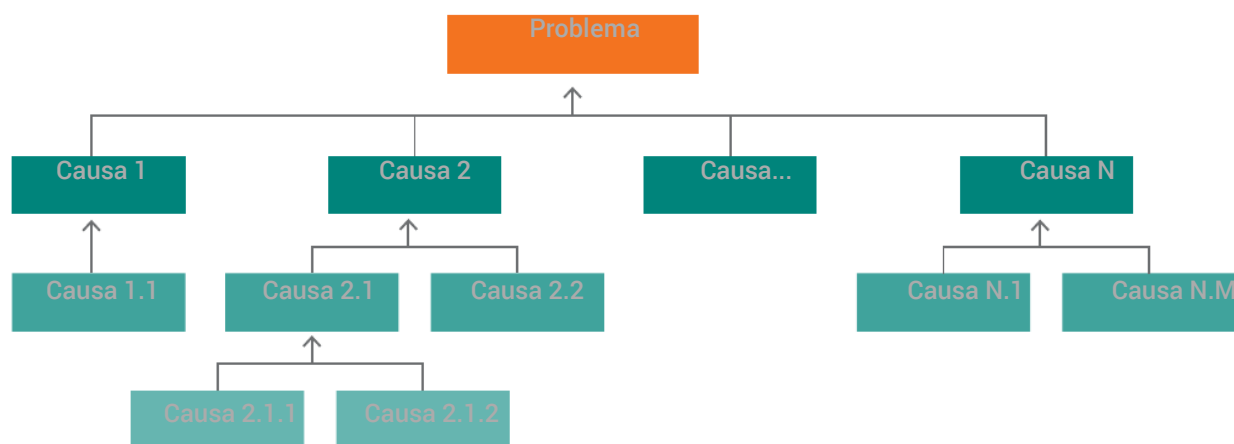 Problema
Causa 1
Causa 2
Causa...
Causa N
Causa 1.1
Causa 2.1
Causa 2.2
Causa N.1
Causa N.M
Causa 2.1.1
Causa 2.1.2